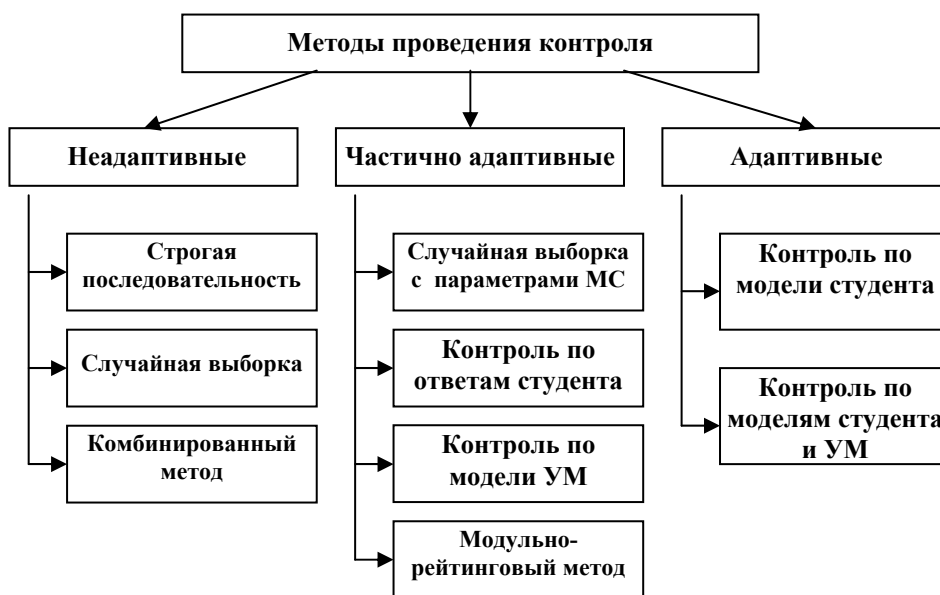 Методы проведения контроля
Неадаптивные
Частично адаптивные
Адаптивные
Строгая
последовательность
Случайная выборка
Комбинированный
метод
Случайная выборка
с параметрами МС
Контроль по
ответам студента
Контроль по
модели УМ
Модульно-
рейтинговый метод
Контроль по
модели студента
Контроль по
моделям студента
и УМ